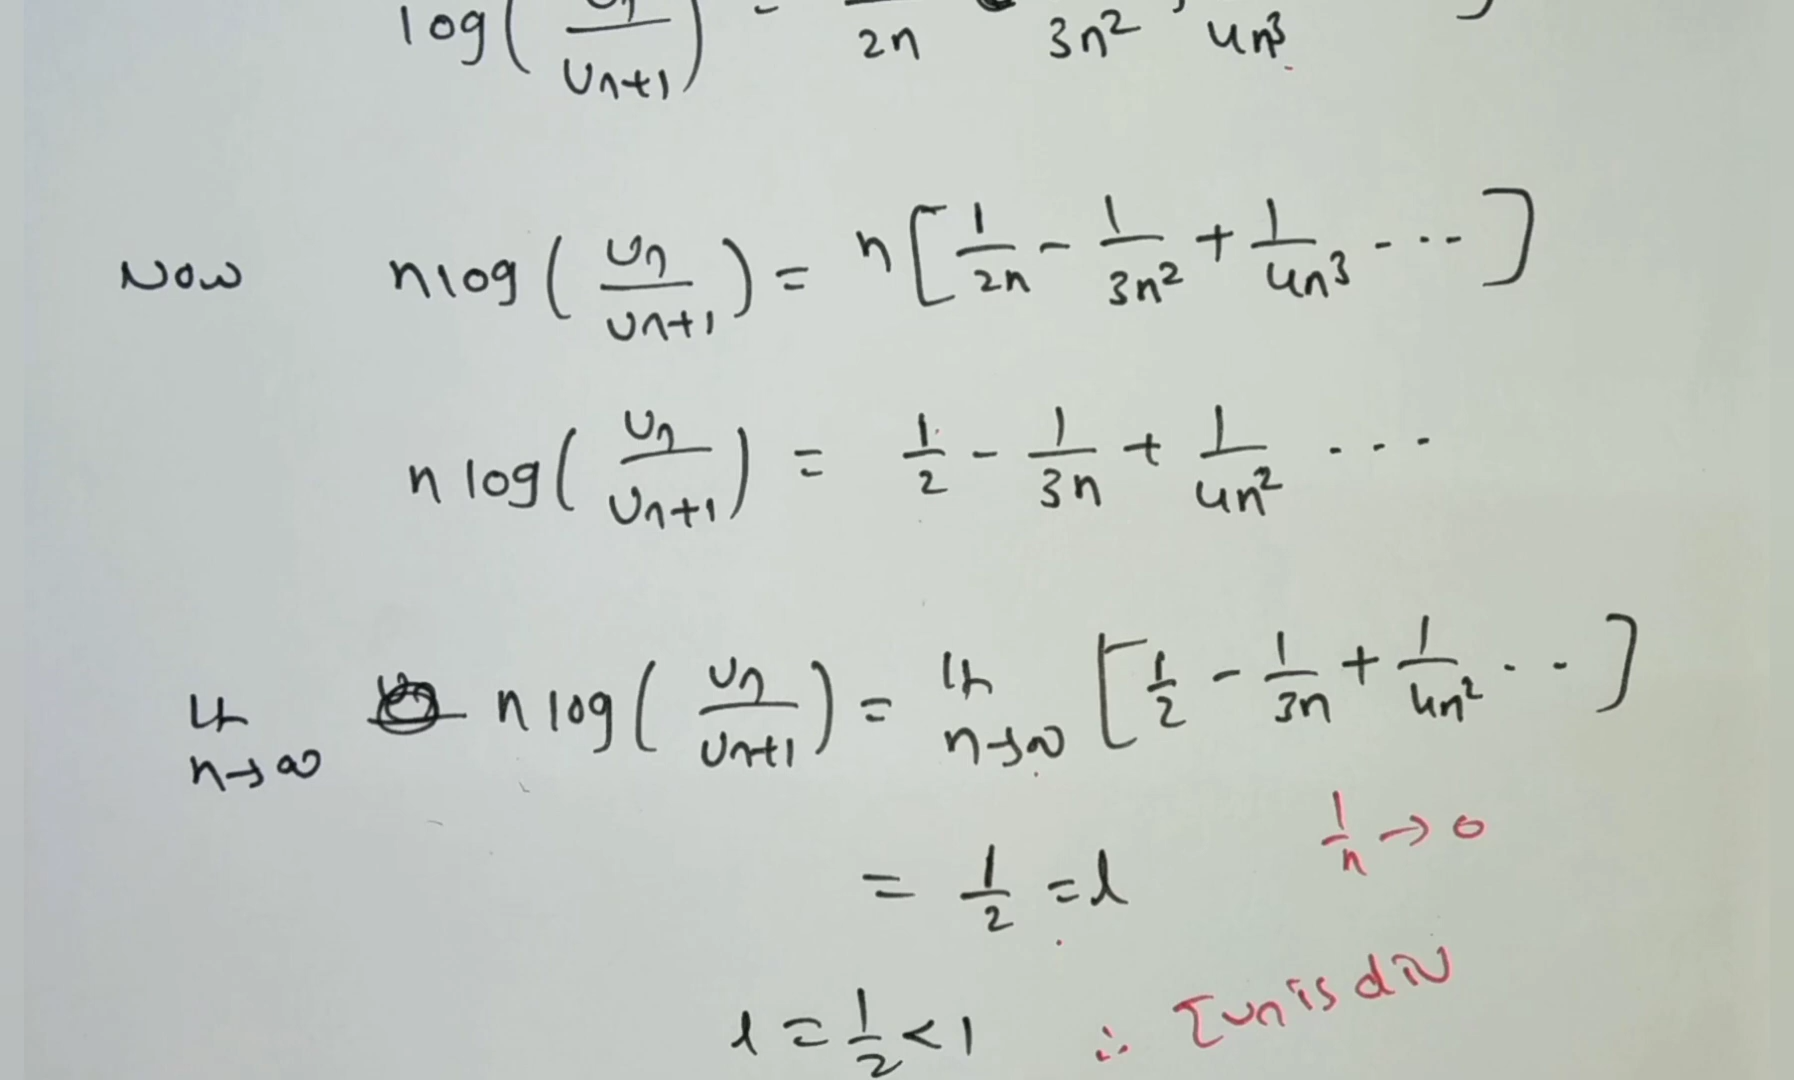 log(un/un+1) = 1/2n - 1/3n² + 1/4n³ ]
Now n log(un/un+1) = n[1/2n - 1/3n² + 1/4n³ - ...]
n log(un/un+1) = 1/2 - 1/3n + 1/4n² ...
Lt n→∞ n log(un/un+1) = lt n→∞ [1/2 - 1/3n + 1/4n² ...]
1/n → 0
= 1/2 = l
l = 1/2 < 1 ∴ Σun is div